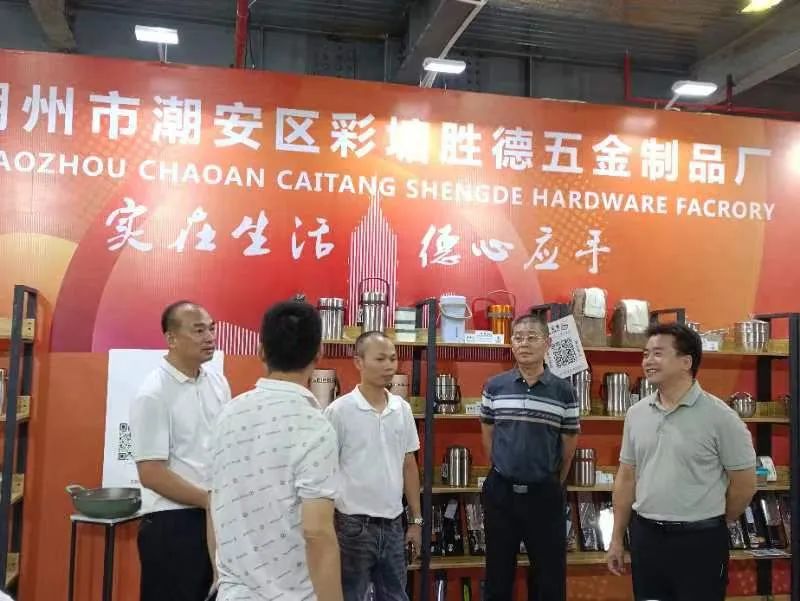 潮州市潮安区彩塘胜德五金制品厂
AOZHOU CHAOAN CAITANG SHENGDE HARDWARE FACRORY
实在生活 德心应手